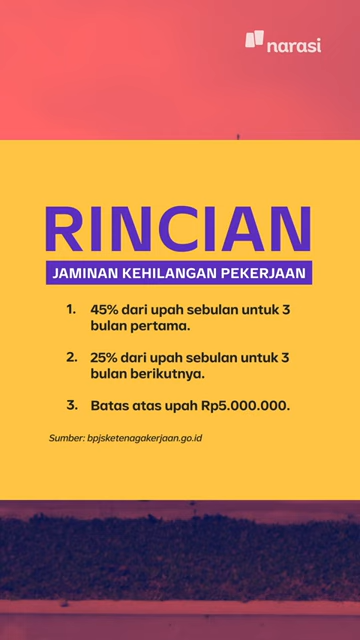 narasi
RINCIAN
JAMINAN KEHILANGAN PEKERJAAN
1. 45% dari upah sebulan untuk 3
bulan pertama.
2. 25% dari upah sebulan untuk 3
bulan berikutnya.
3. Batas atas upah Rp5.000.000.
Sumber: bpjsketenagakerjaan.go.id